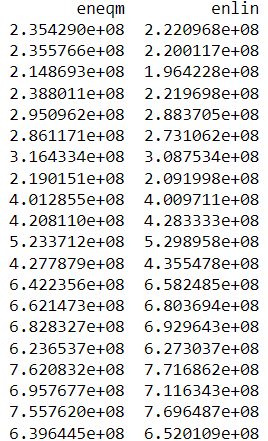 eneqm enlin
2.354290e+08 2.220968e+08
2.355766e+08 2.200117e+08
2.148693e+08 1.964228e+08
2.388011e+08 2.219698e+08
2.950962e+08 2.883705e+08
2.861171e+08 2.731062e+08
3.164334e+08 3.087534e+08
2.190151e+08 2.091998e+08
4.012855e+08 4.009711e+08
4.208110e+08 4.283333e+08
5.233712e+08 5.298958e+08
4.277879e+08 4.355478e+08
6.422356e+08 6.582485e+08
6.621473e+08 6.803694e+08
6.828327e+08 6.929643e+08
6.236537e+08 6.273037e+08
7.620832e+08 7.716862e+08
6.957677e+08 7.116343e+08
7.557620e+08 7.696487e+08
6.396445e+08 6.520109e+08